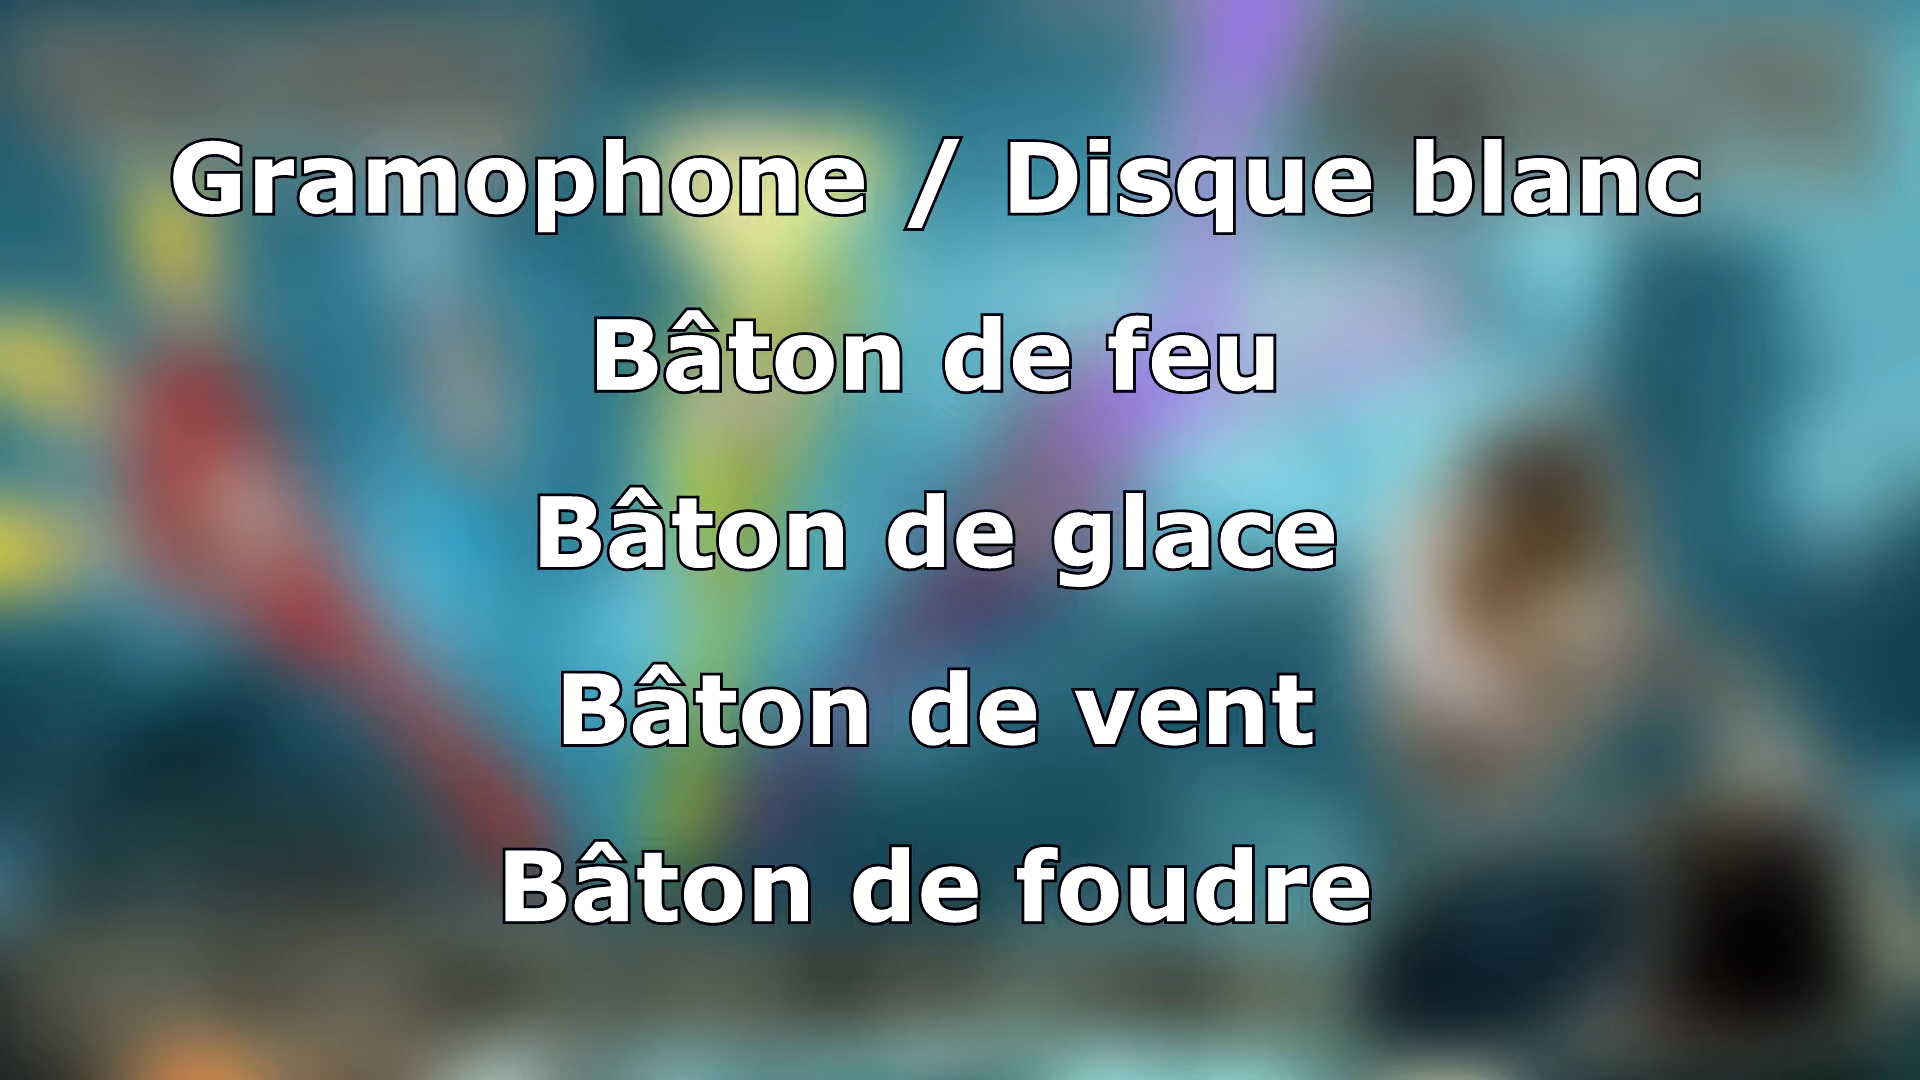 Gramophone / Disque blanc
Bâton de feu
Bâton de glace
Bâton de vent
Bâton de foudre